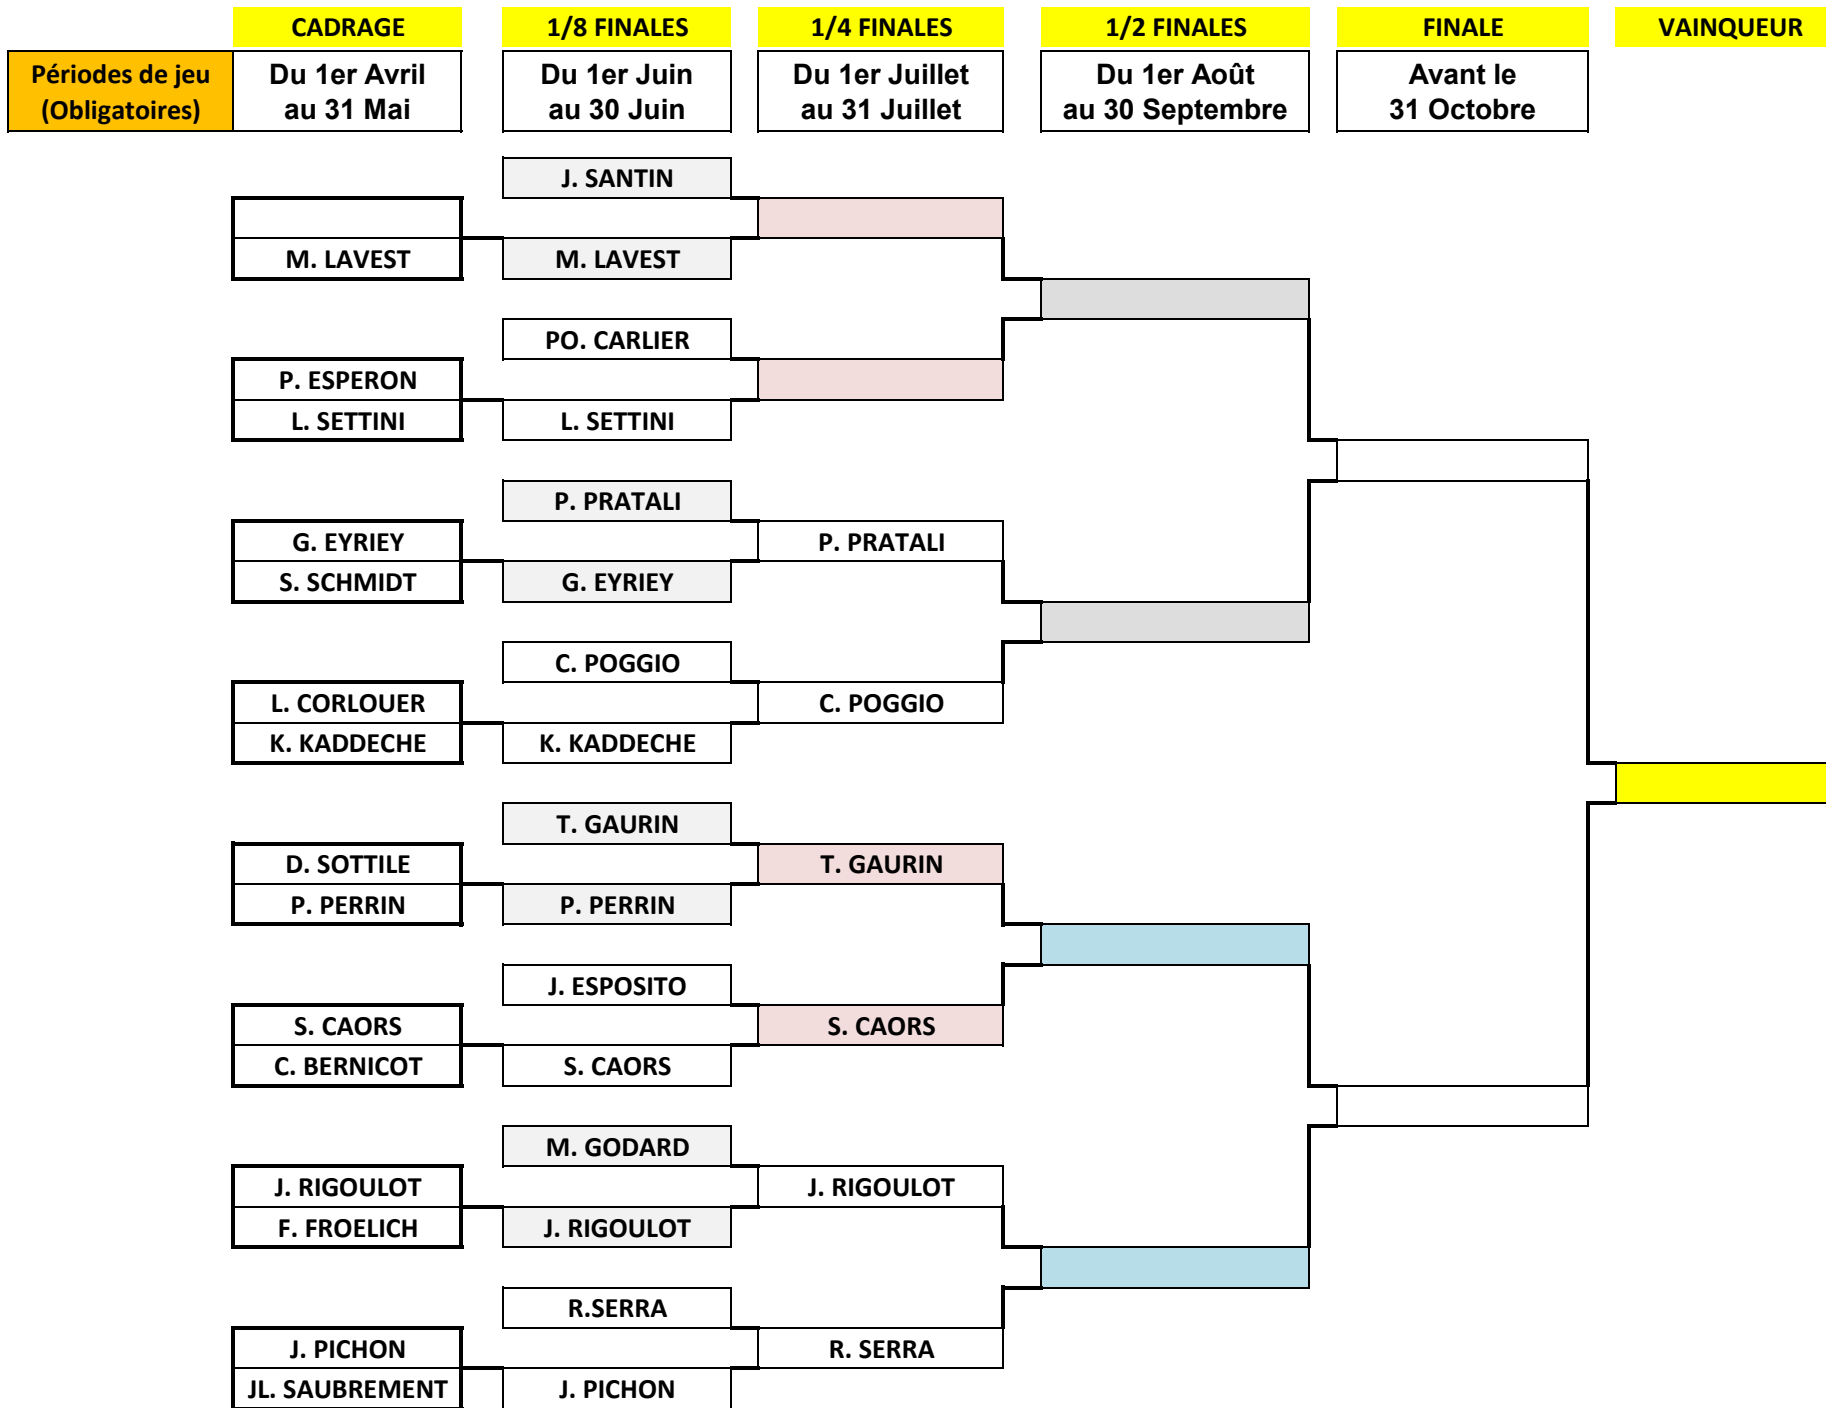 CADRAGE 1/8 FINALES 1/4 FINALES 1/2 FINALES FINALE VAINQUEUR
Périodes de jeu Du 1er Avril Du 1er Juin Du 1er Juillet Du 1er Août Avant le
(Obligatoires) au 31 Mai au 30 Juin au 31 Juillet au 30 Septembre 31 Octobre
J. SANTIN
M. LAVEST M. LAVEST
PO. CARLIER
P. ESPERON
L. SETTINI L. SETTINI
P. PRATALI
G. EYRIEY P. PRATALI
S. SCHMIDT G. EYRIEY
C. POGGIO
L. CORLOUER C. POGGIO
K. KADDECHE K. KADDECHE
T. GAURIN
D. SOTTILE T. GAURIN
P. PERRIN P. PERRIN
J. ESPOSITO
S. CAORS S. CAORS
C. BERNICOT S. CAORS
M. GODARD
J. RIGOULOT J. RIGOULOT
F. FROELICH J. RIGOULOT
R.SERRA
J. PICHON R. SERRA
JL. SAUBREMENT J. PICHON